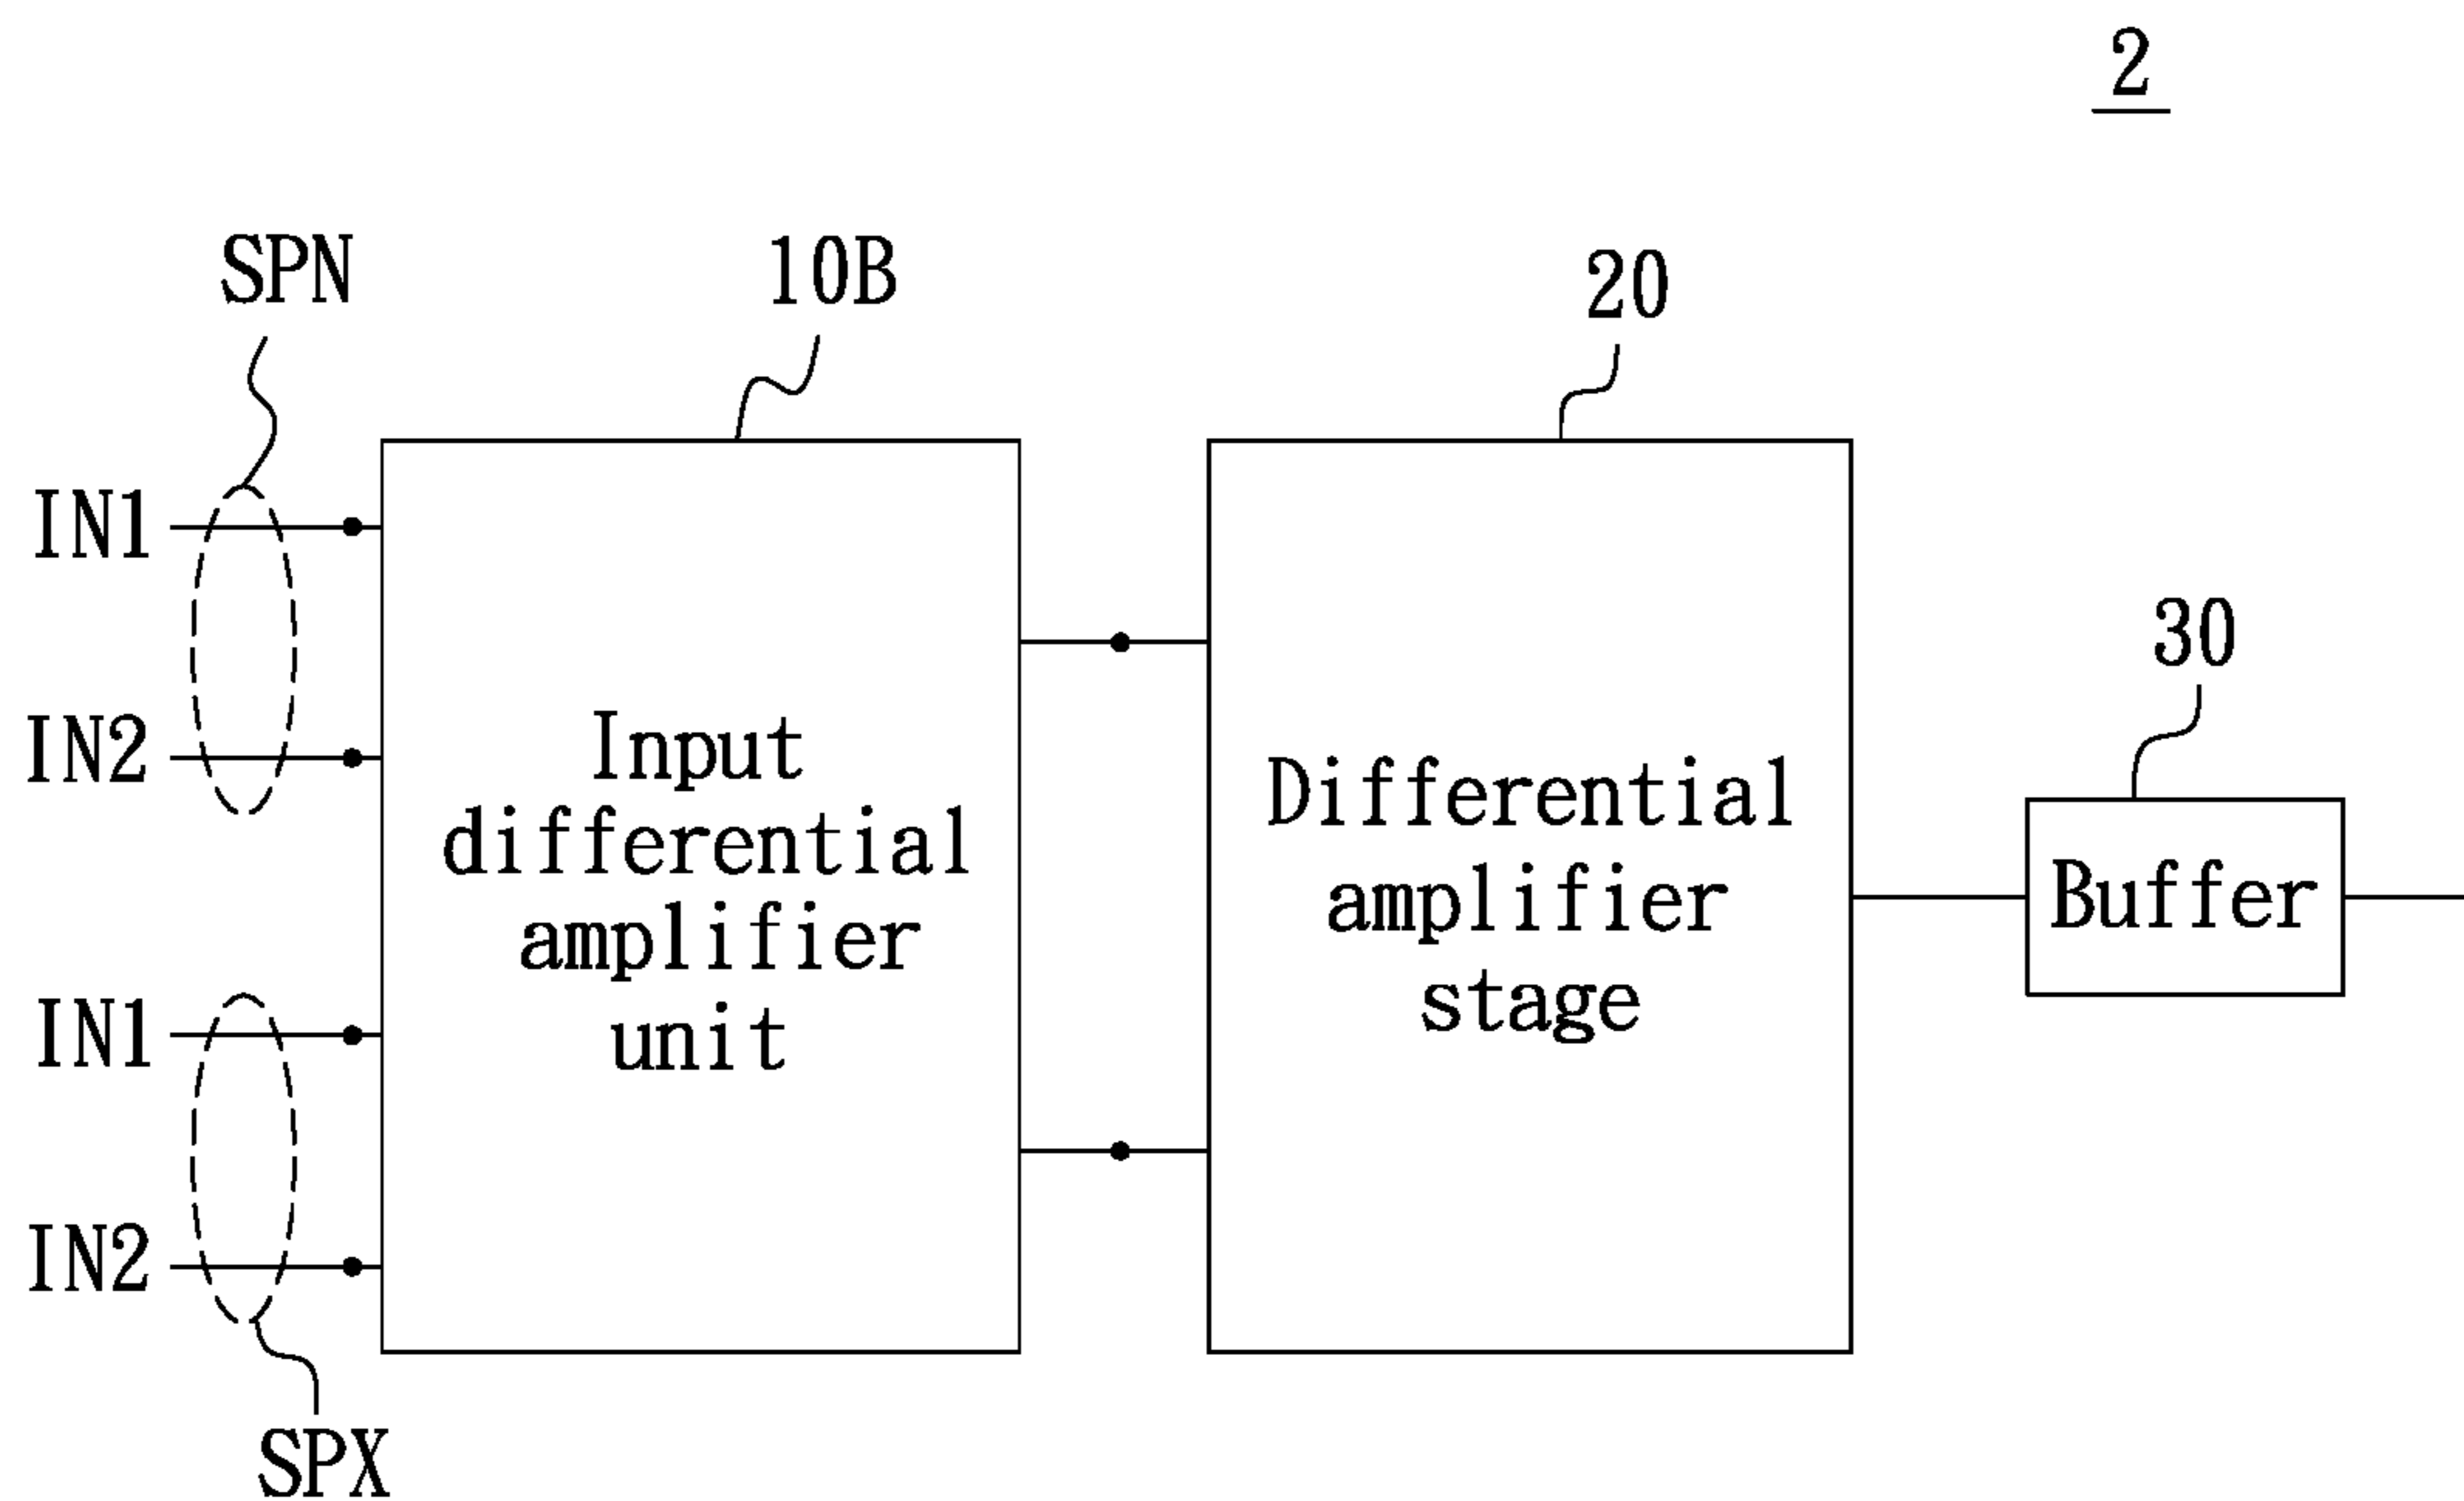 2
SPN
10B
20
IN1
30
IN2
Input
differential
amplifier
unit
Differential
amplifier
stage
Buffer
IN1
IN2
SPX